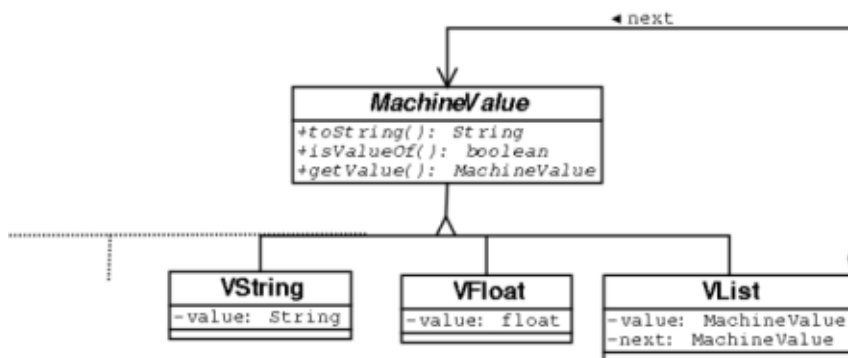 ◄ next
MachineValue
+toString(): String
+isValueOf(): boolean
+getValue(): MachineValue
VString
-value: String
VFloat
-value: float
VList
-value: MachineValue
-next: MachineValue